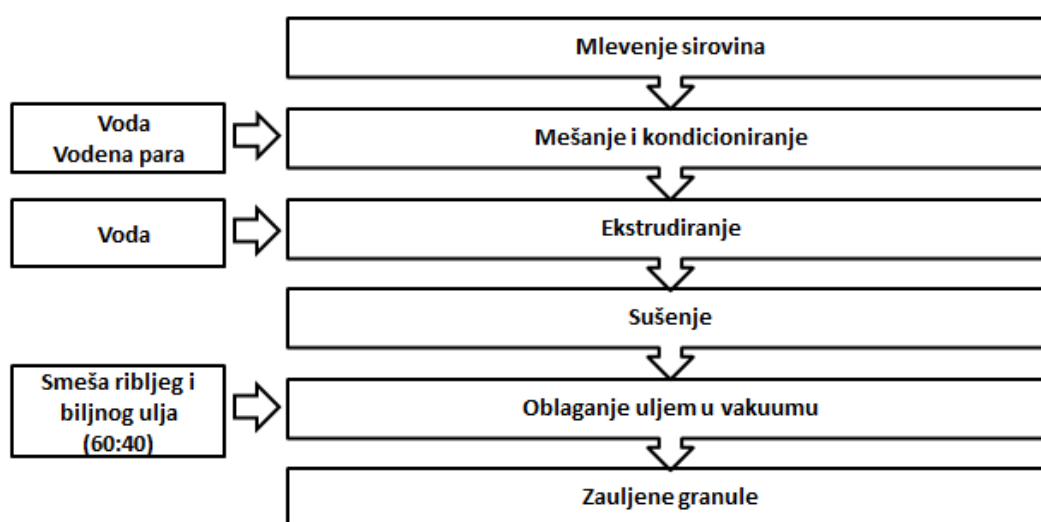 Mlevenje sirovina
Voda
Vodena para
Mešanje i kondicioniranje
Voda
Ekstrudiranje
Sušenje
Smeša ribljeg i
biljnog ulja
(60:40)
Oblaganje uljem u vakuumu
Zauljene granule